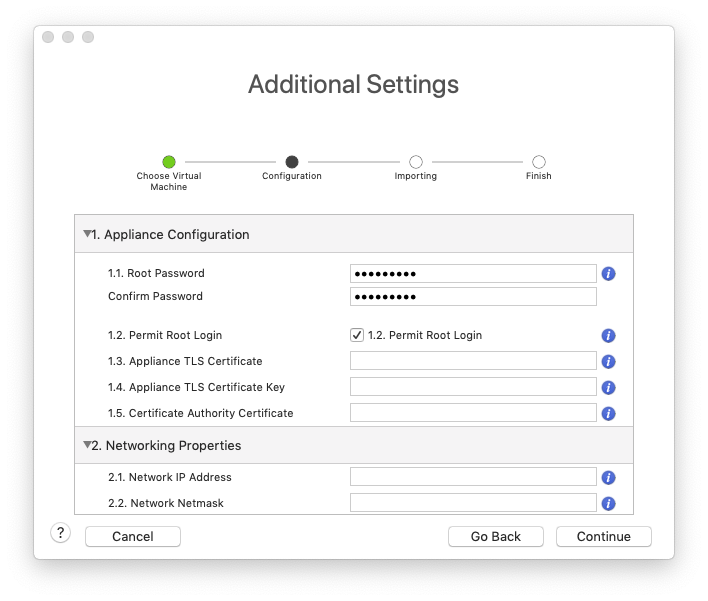 Additional Settings
Choose Virtual
Machine
Configuration
Importing
Finish
1. Appliance Configuration
1.1. Root Password
•••••••••
Confirm Password
•••••••••
1.2. Permit Root Login
1.2. Permit Root Login
1.3. Appliance TLS Certificate
1.4. Appliance TLS Certificate Key
1.5. Certificate Authority Certificate
2. Networking Properties
2.1. Network IP Address
2.2. Network Netmask
?
Cancel
Go Back
Continue